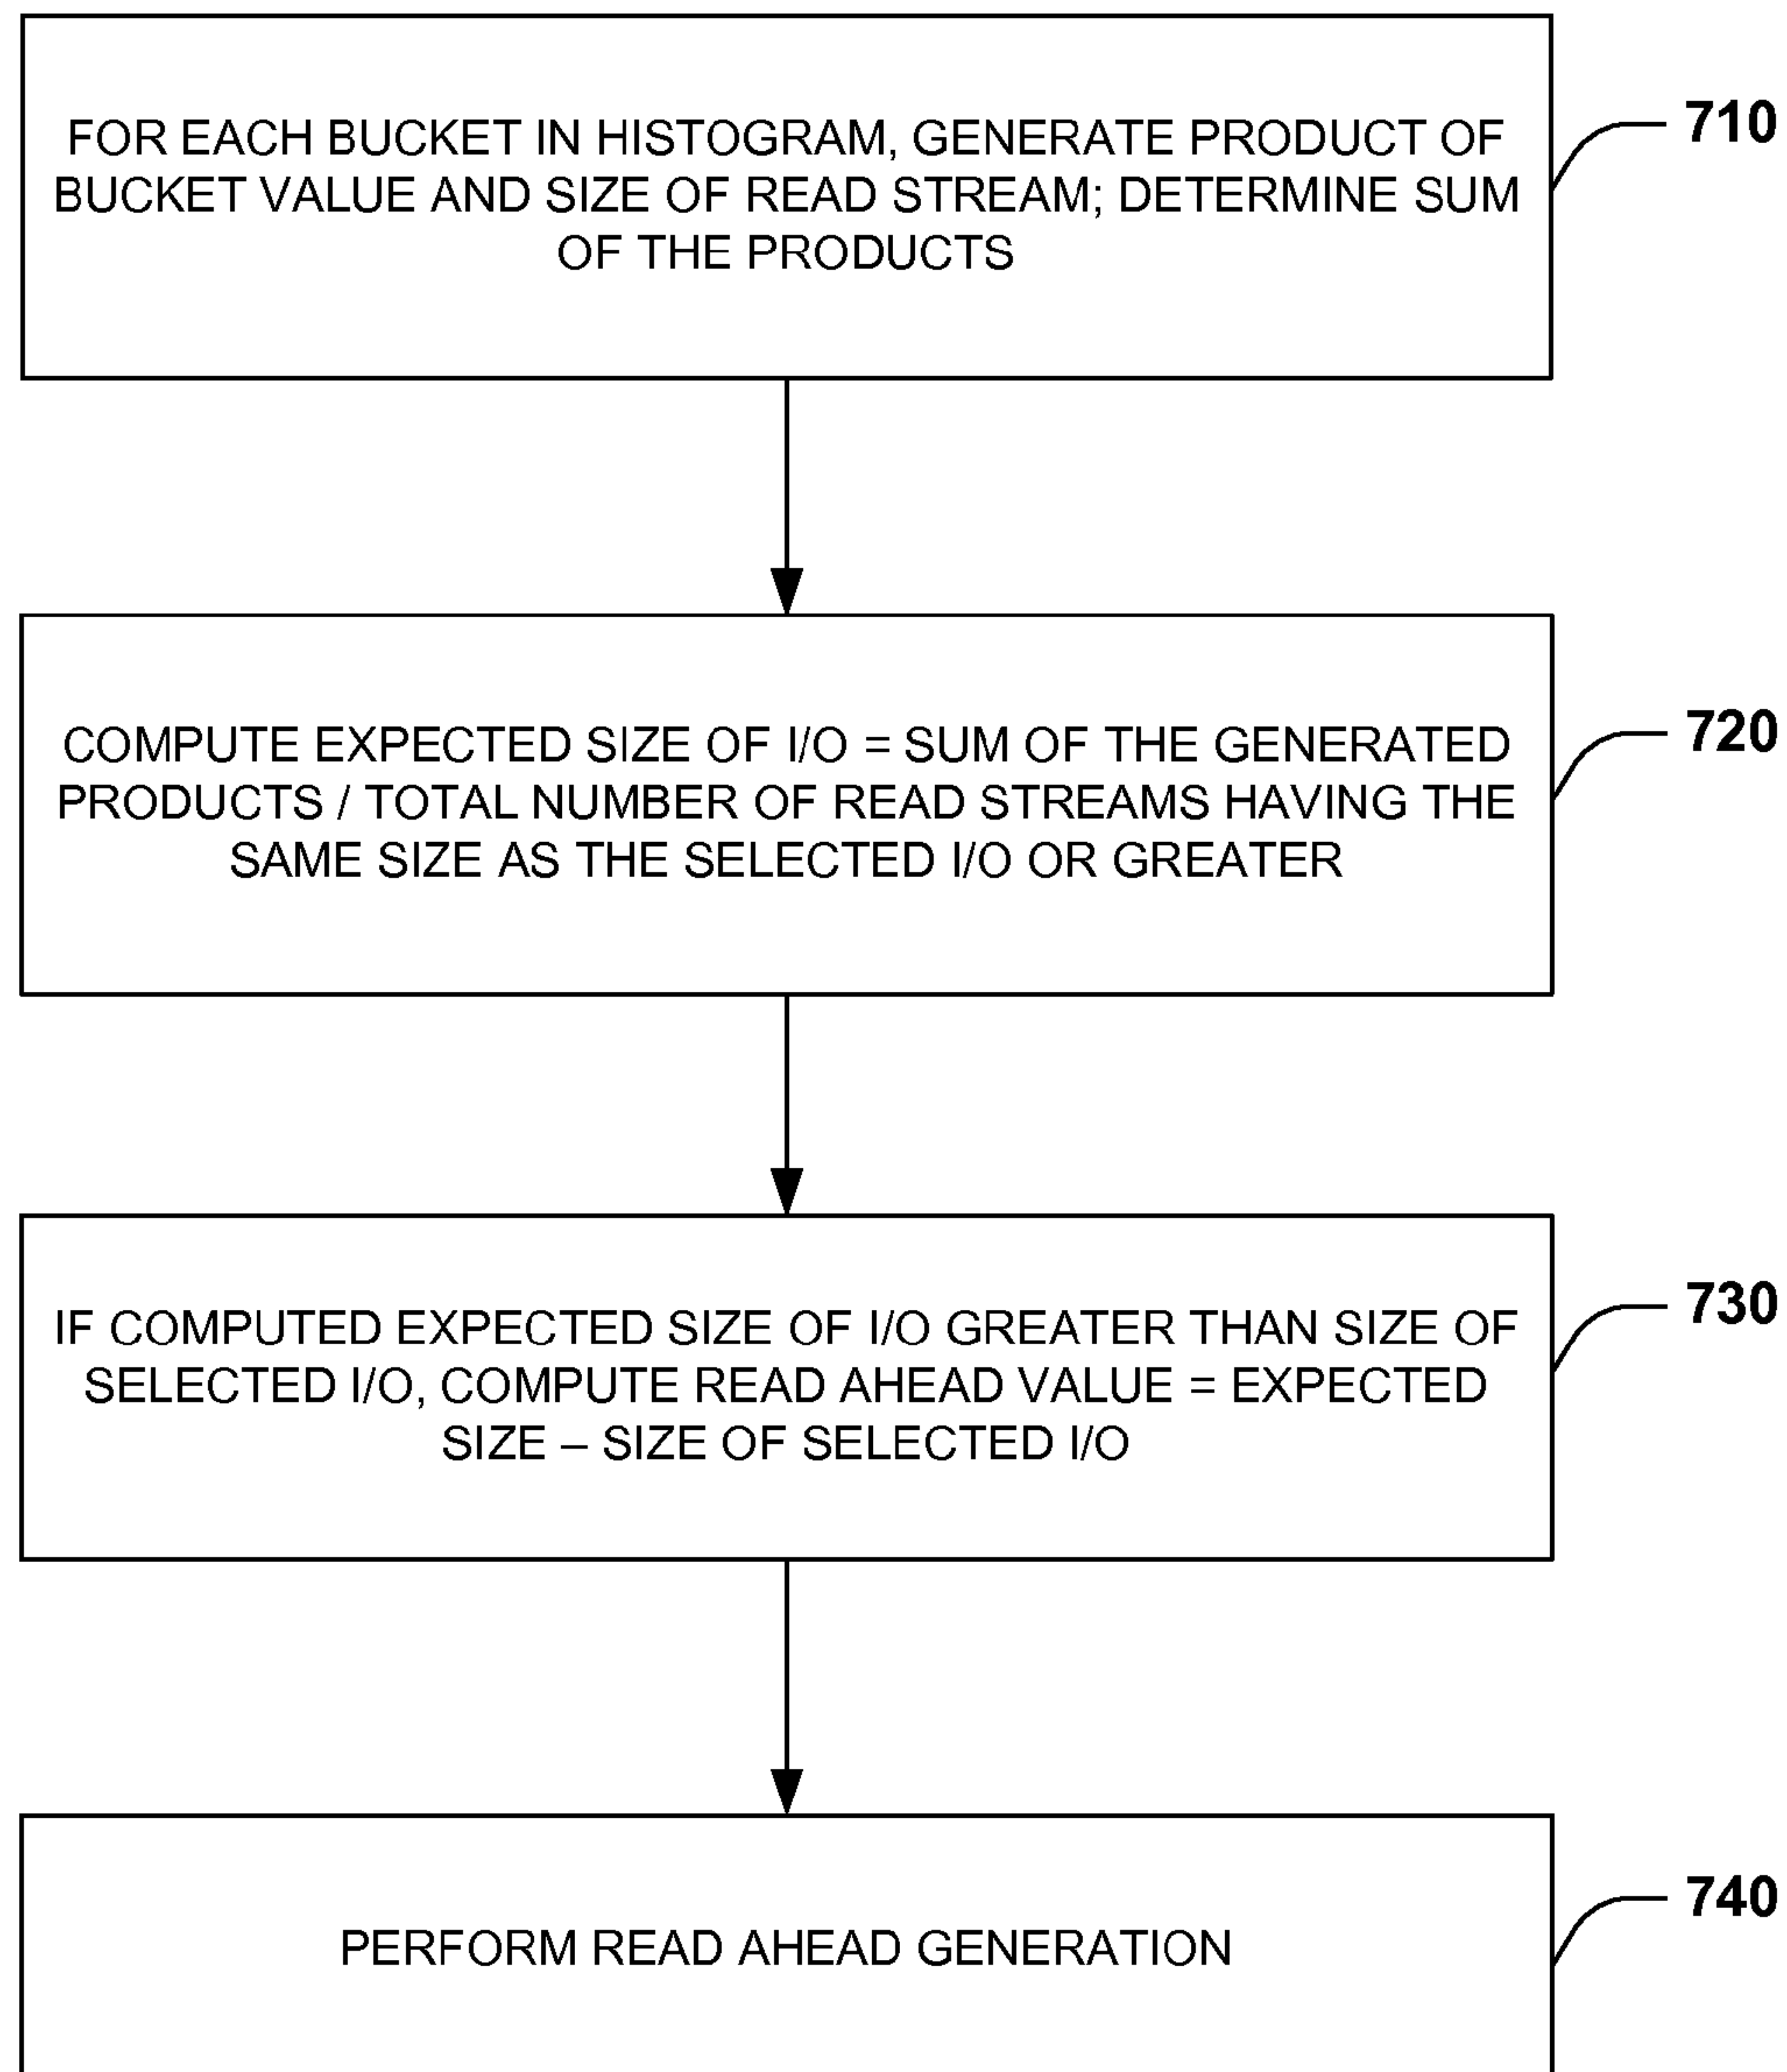 FOR EACH BUCKET IN HISTOGRAM, GENERATE PRODUCT OF
BUCKET VALUE AND SIZE OF READ STREAM; DETERMINE SUM
OF THE PRODUCTS
710
COMPUTE EXPECTED SIZE OF I/O = SUM OF THE GENERATED
PRODUCTS / TOTAL NUMBER OF READ STREAMS HAVING THE
SAME SIZE AS THE SELECTED I/O OR GREATER
720
IF COMPUTED EXPECTED SIZE OF I/O GREATER THAN SIZE OF
SELECTED I/O, COMPUTE READ AHEAD VALUE = EXPECTED
SIZE – SIZE OF SELECTED I/O
730
PERFORM READ AHEAD GENERATION
740